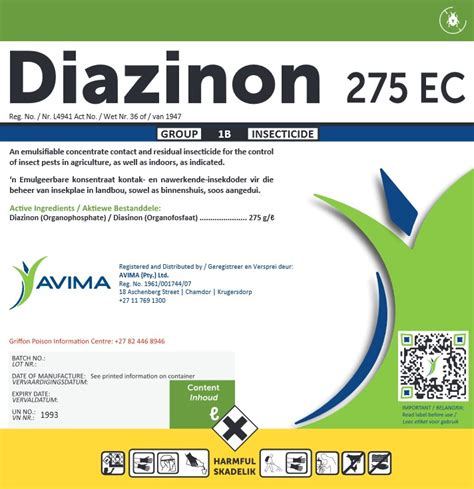 Diazinon 275 EC
Reg. No. / Nr. L4941 Act No. / Wet Nr. 36 of / van 1947
GROUP 1B INSECTICIDE
An emulsifiable concentrate contact and residual insecticide for the control
of insect pests in agriculture, as well as indoors, as indicated.
'n Emulgeerbare konsentraat kontak- en nawerkende-insekdoder vir die
beheer van insekplae in landbou, sowel as binnenshuis, soos aangedui.
Active Ingredients / Aktiewe Bestanddele:
Diazinon (Organophosphate) / Diasinon (Organofosfaat) ........................ 275 g/ℓ
AVIMA
Registered and Distributed by / Geregistreer en Versprei deur:
AVIMA (Pty.) Ltd.
Reg. No. 1961/001744/07
18 Aschenberg Street | Chamdor | Krugersdorp
+27 11 769 1300
Griffon Poison Information Centre: +27 82 446 8946
BATCH NO.:
LOT NR.:
DATE OF MANUFACTURE: See printed information on container
VERVAARDIGINGSDATUM:
EXPIRY DATE:
VERVALDATUM:
UN NO.: 1993
VN NR.:
Content
Inhoud
ℓ
IMPORTANT / BELANGRIK:
Read label before use /
Lees etiket voor gebruik
HARMFUL
SKADELIK